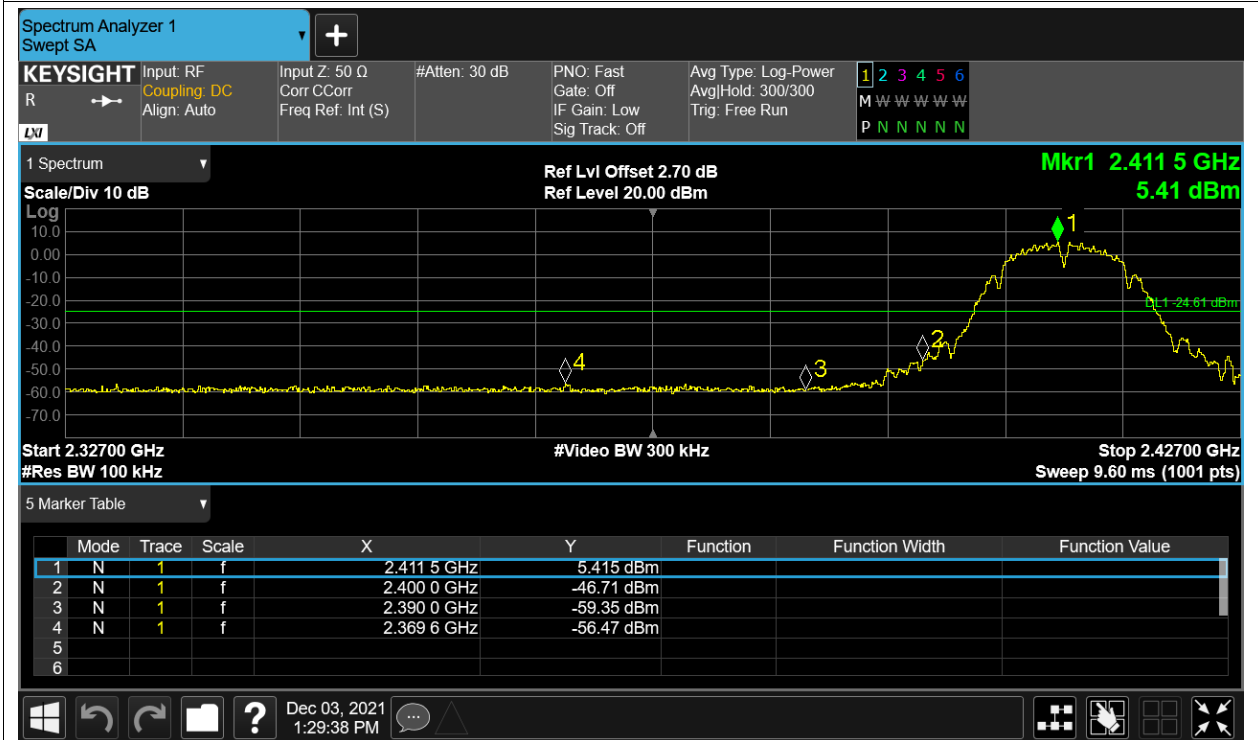 Spectrum Analyzer 1
Swept SA
+
KEYSIGHT Input: RF Input Z: 50 Ω #Atten: 30 dB PNO: Fast Avg Type: Log-Power 1 2 3 4 5 6
R Coupling: DC Corr CCorr Gate: Off Avg|Hold: 300/300 M W W W W W
Align: Auto Freq Ref: Int (S) IF Gain: Low Trig: Free Run
LXI Sig Track: Off P N N N N N
1 Spectrum Ref Lvl Offset 2.70 dB Mkr1 2.411 5 GHz
Scale/Div 10 dB Ref Level 20.00 dBm 5.41 dBm
Log
10.0
0.00
-10.0
-20.0
-30.0
-40.0
-50.0
-60.0
-70.0
1
DL1 -24.61 dBm
2
4
3
Start 2.32700 GHz #Video BW 300 kHz Stop 2.42700 GHz
#Res BW 100 kHz Sweep 9.60 ms (1001 pts)
5 Marker Table
Mode Trace Scale X Y Function Function Width Function Value
1 N 1 f 2.411 5 GHz 5.415 dBm
2 N 1 f 2.400 0 GHz -46.71 dBm
3 N 1 f 2.390 0 GHz -59.35 dBm
4 N 1 f 2.369 6 GHz -56.47 dBm
5
6
? Dec 03, 2021
1:29:38 PM